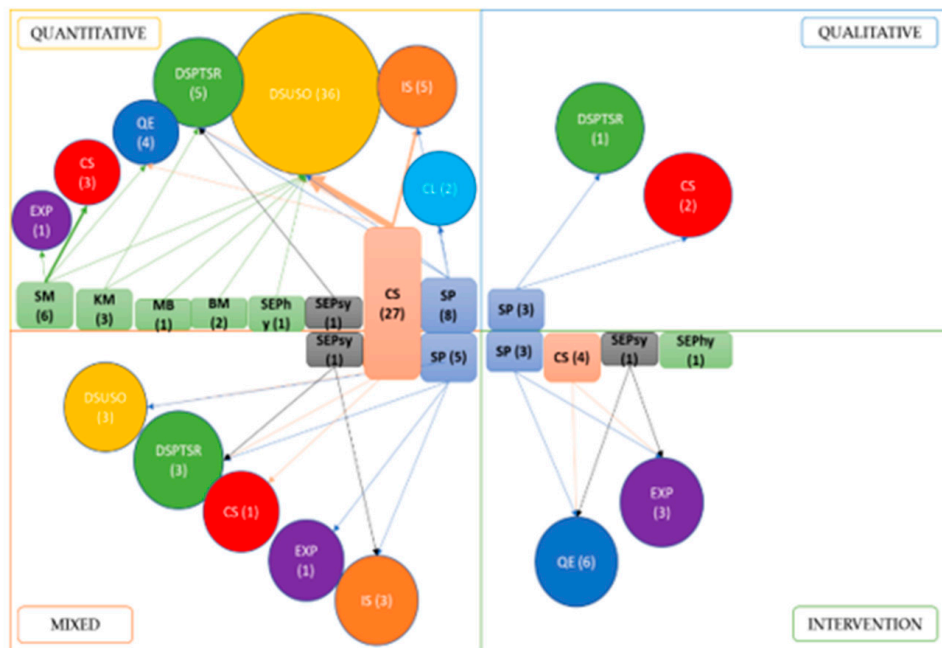 QUANTITATIVE
QUALITATIVE
DSPTSR
(5)
DSUSO (36)
IS (5)
QE
(4)
CS
(3)
EXP
(1)
CL (2)
DSPTSR
(1)
CS
(2)
SM
(6)
KM
(3)
MB
(1)
BM
(2)
SEPh
y (1)
SEPsy
(1)
CS
(27)
SP
(8)
SP (3)
SEPsy
(1)
SP (5)
SP (3)
CS (4)
SEPsy
(1)
SEPhy
(1)
DSUSO
(3)
DSPTSR
(3)
CS (1)
EXP
(1)
IS (3)
EXP
(3)
QE (6)
MIXED
INTERVENTION